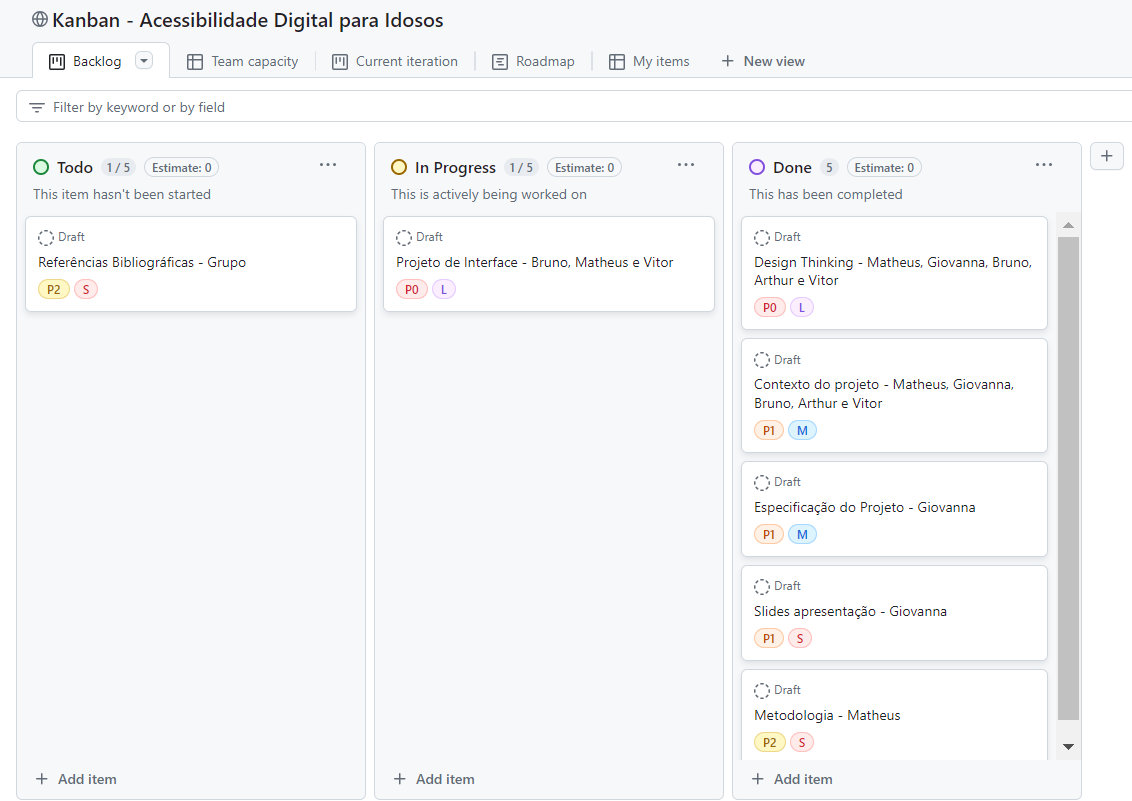 Kanban - Acessibilidade Digital para Idosos
Backlog
Team capacity
Current iteration
Roadmap
My items
New view
Filter by keyword or by field
Todo 1 / 5 Estimate: 0
This item hasn't been started
Draft
Referências Bibliográficas - Grupo
P2 S
Add item
In Progress 1 / 5 Estimate: 0
This is actively being worked on
Draft
Projeto de Interface - Bruno, Matheus e Vitor
P0 L
Add item
Done 5 Estimate: 0
This has been completed
Draft
Design Thinking - Matheus, Giovanna, Bruno,
Arthur e Vitor
P0 L
Draft
Contexto do projeto - Matheus, Giovanna,
Bruno, Arthur e Vitor
P1 M
Draft
Especificação do Projeto - Giovanna
P1 M
Draft
Slides apresentação - Giovanna
P1 S
Draft
Metodologia - Matheus
P2 S
Add item